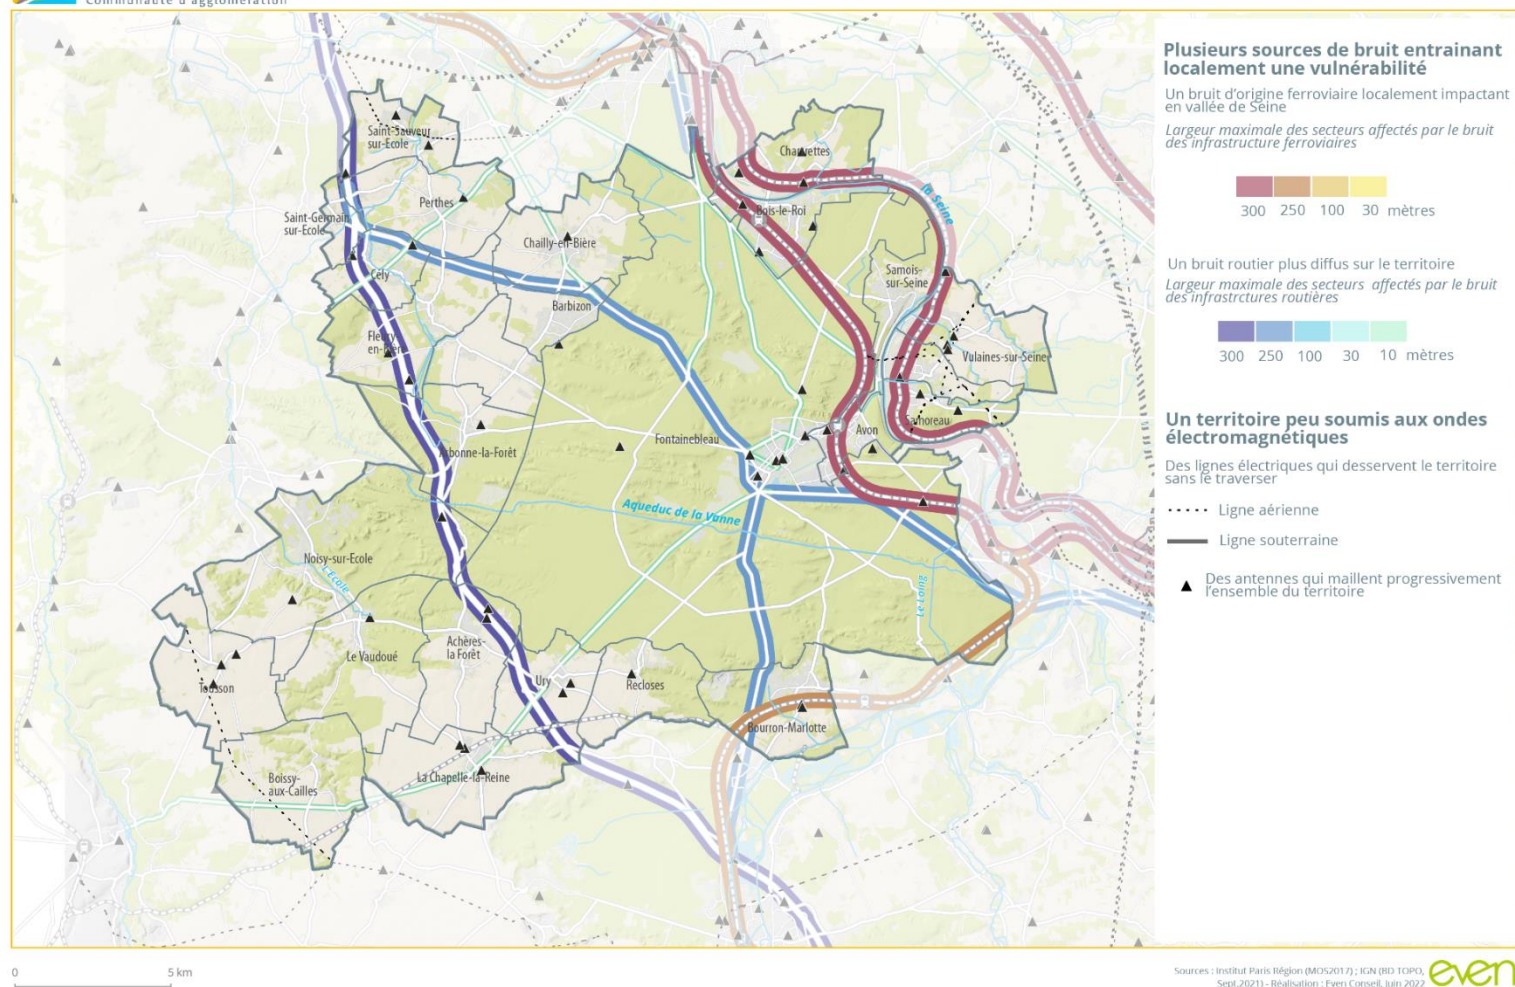 Communauté d'agglomération
Plusieurs sources de bruit entrainant
localement une vulnérabilité
Un bruit d'origine ferroviaire localement impactant
en vallée de Seine
Largeur maximale des secteurs affectés par le bruit
des infrastructure ferroviaires
300 250 100 30 mètres
Un bruit routier plus diffus sur le territoire
Largeur maximale des secteurs affectés par le bruit
des infrastrctures routières
300 250 100 30 10 mètres
Un territoire peu soumis aux ondes
électromagnétiques
Des lignes électriques qui desservent le territoire
sans le traverser
Ligne aérienne
Ligne souterraine
Des antennes qui maillent progressivement
l'ensemble du territoire
Saint-Sauveur
sur-Ecole
Chartrettes
Perthes
Bois-le-Roi
la Seine
Saint-Germain
sur-Ecole
Chailly-en-Bière
Cély
Samois-
sur-Seine
Barbizon
Fleury
en-Bière
Vulaines-sur-Seine
Samoreau
Avon
Fontainebleau
Arbonne-la-Forêt
Aqueduc de la Vanne
Noisy-sur-Ecole
L'Ecole
Le Loing
Achères-
la Forêt
Le Vaudoué
Ury
Recloses
Tousson
Bourron-Marlotte
Boissy-
aux-Cailles
La Chapelle-la-Reine
0 5 km
Sources : Institut Paris Région (MOS2017) ; IGN (BD TOPO,
Sept.2021) - Réalisation : Even Conseil, Juin 2022
even